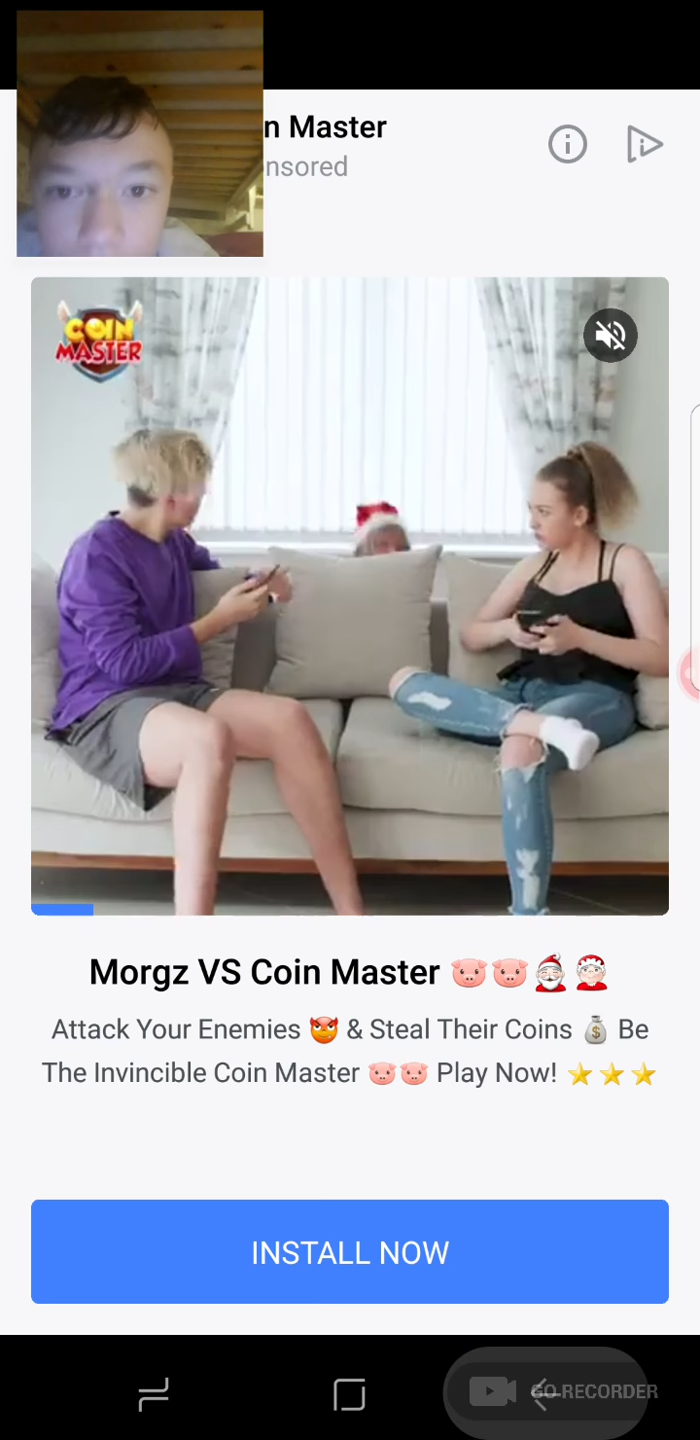 n Master
nsored
COIN
MASTER
Morgz VS Coin Master 🐷🐷🎅🤶
Attack Your Enemies 😈 & Steal Their Coins 💰 Be
The Invincible Coin Master 🐷🐷 Play Now! ⭐⭐⭐
INSTALL NOW
GO RECORDER